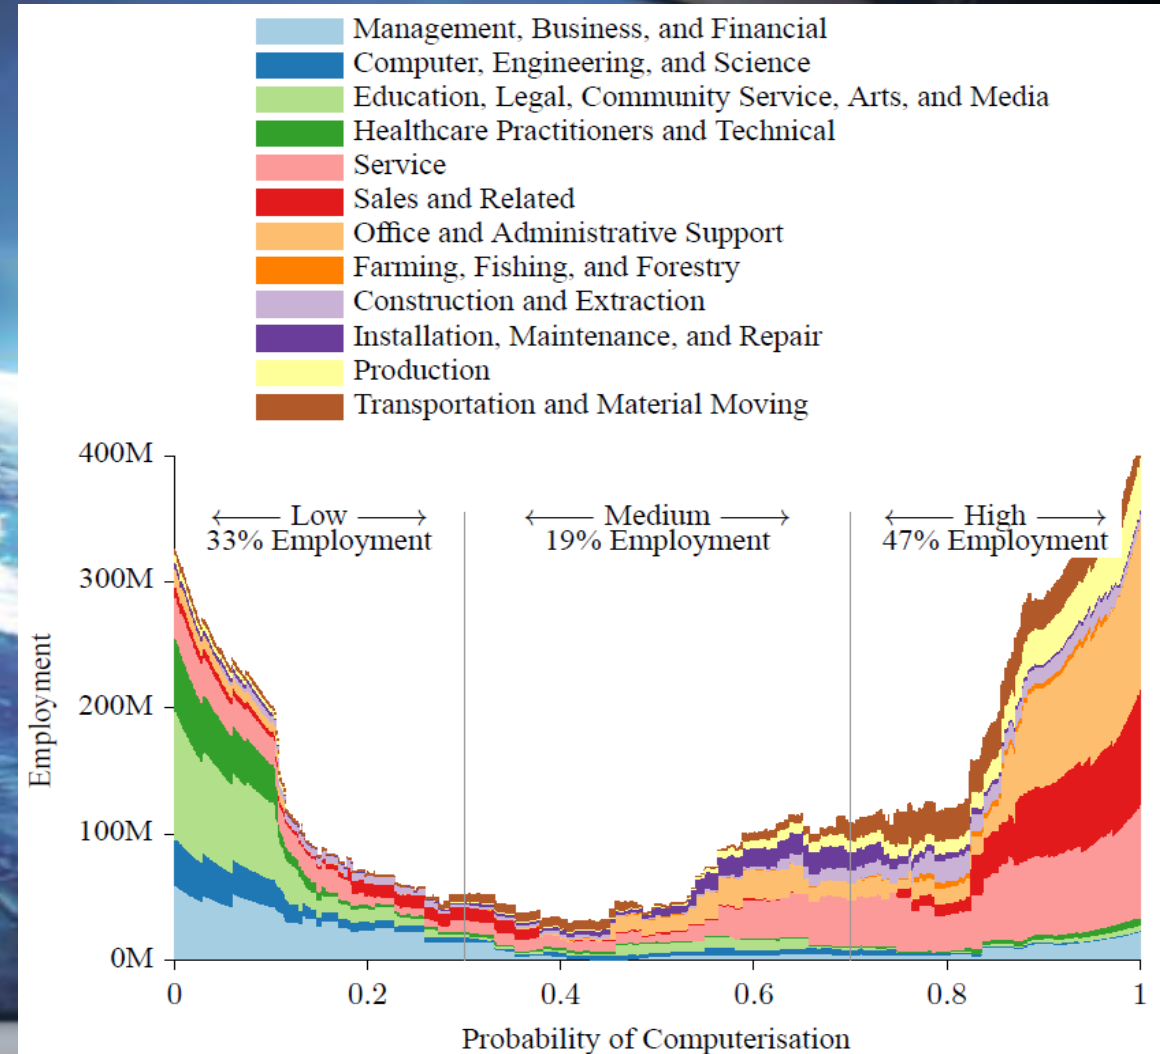 Management, Business, and Financial
Computer, Engineering, and Science
Education, Legal, Community Service, Arts, and Media
Healthcare Practitioners and Technical
Service
Sales and Related
Office and Administrative Support
Farming, Fishing, and Forestry
Construction and Extraction
Installation, Maintenance, and Repair
Production
Transportation and Material Moving
400M
Low
Medium
High
33% Employment
19% Employment
47% Employment
300M
200M
100M
0M
Employment
0
0.2
0.4
0.6
0.8
1
Probability of Computerisation